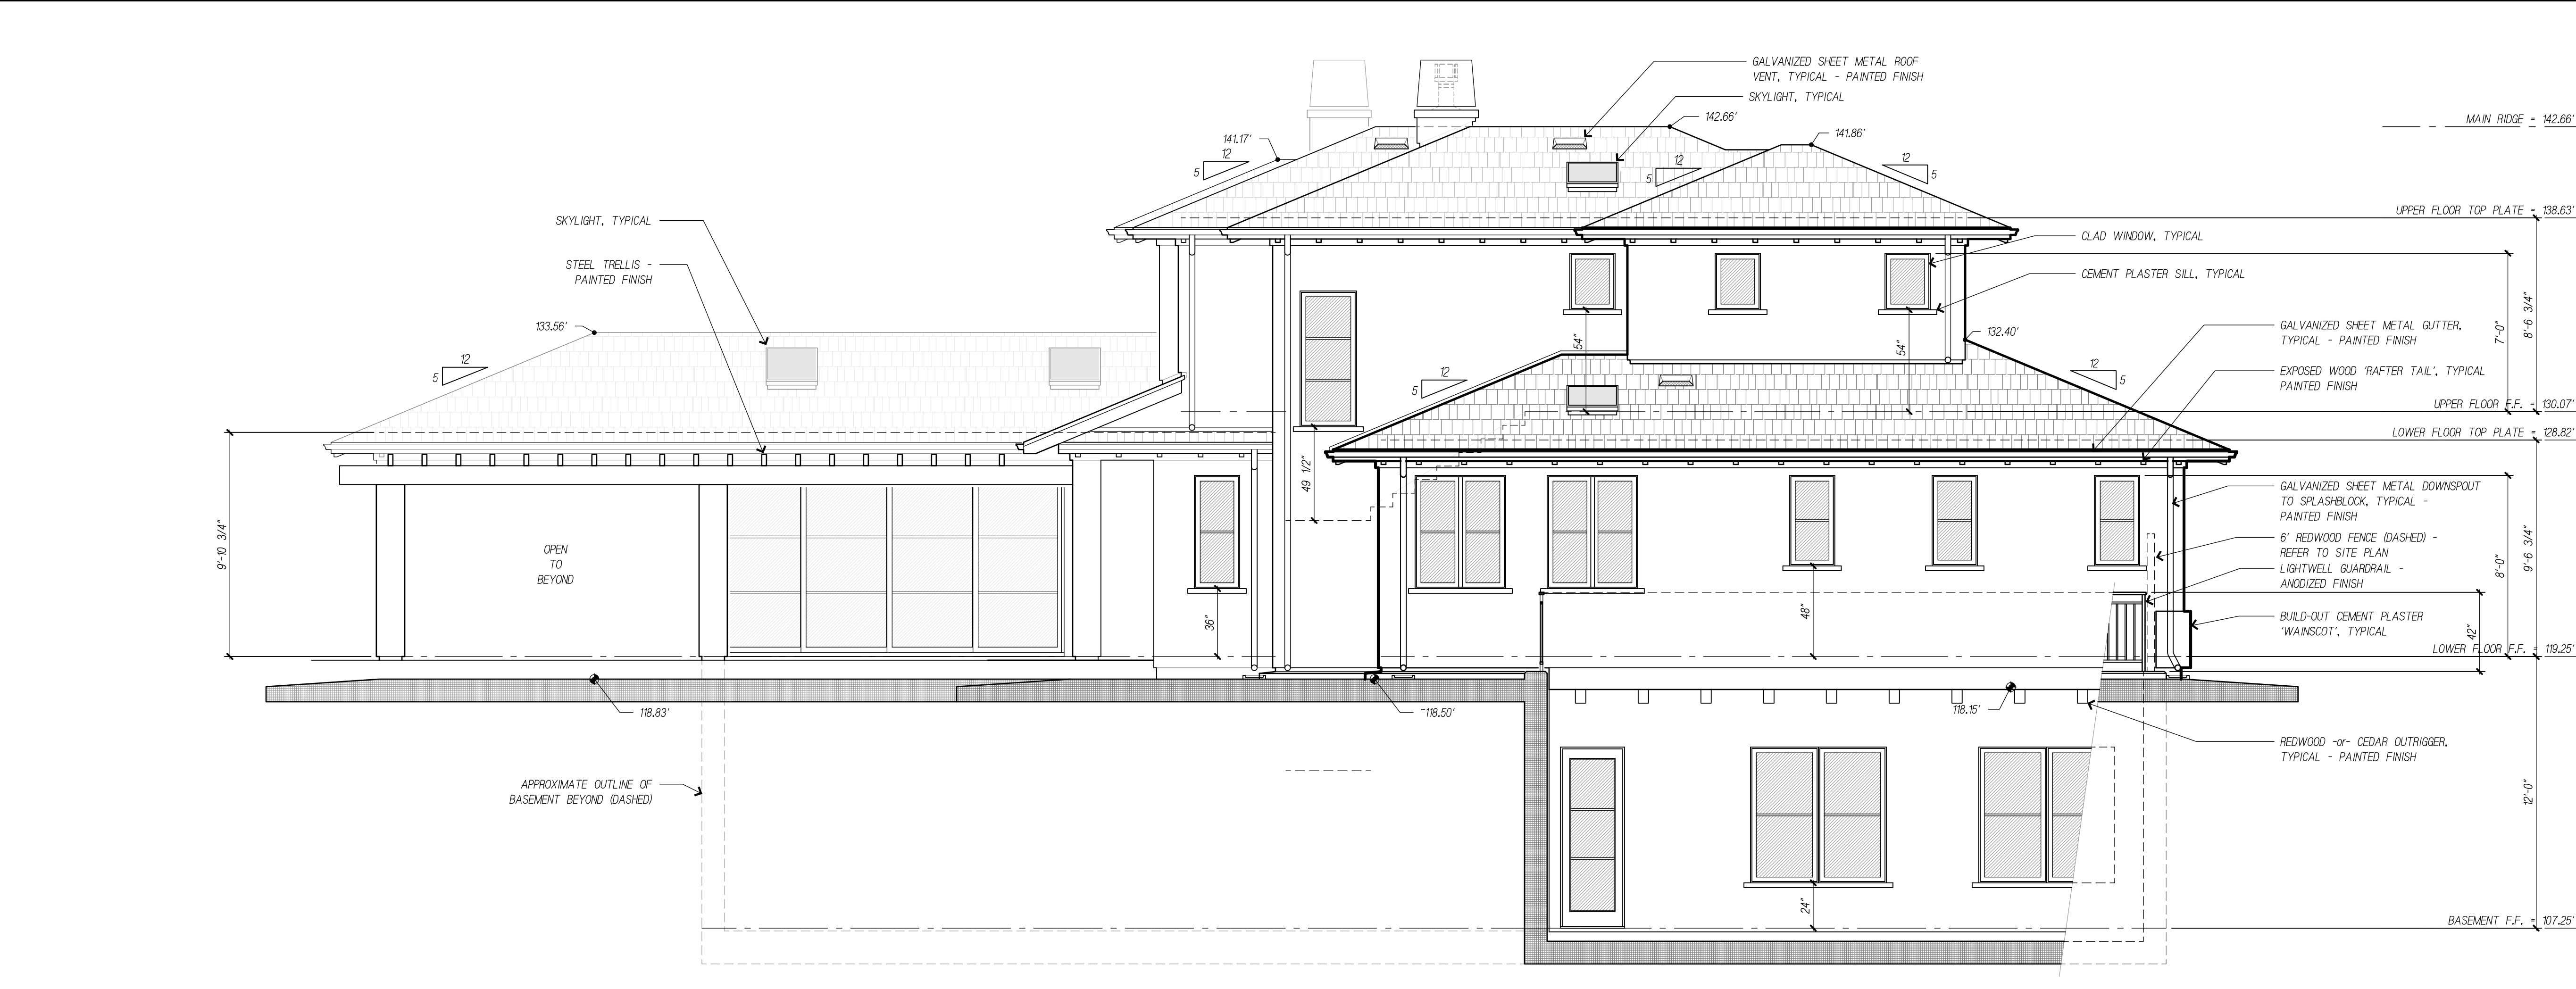 GALVANIZED SHEET METAL ROOF
VENT, TYPICAL - PAINTED FINISH
SKYLIGHT, TYPICAL
142.66'
MAIN RIDGE = 142.66'
141.17'
141.86'
12
5
12
5
12
5
UPPER FLOOR TOP PLATE = 138.63'
SKYLIGHT, TYPICAL
CLAD WINDOW, TYPICAL
STEEL TRELLIS -
PAINTED FINISH
CEMENT PLASTER SILL, TYPICAL
7'-0"
8'-6 3/4"
133.56'
132.40'
54"
54"
GALVANIZED SHEET METAL GUTTER,
TYPICAL - PAINTED FINISH
12
5
12
5
12
5
EXPOSED WOOD 'RAFTER TAIL', TYPICAL
PAINTED FINISH
UPPER FLOOR F.F. = 130.07'
LOWER FLOOR TOP PLATE = 128.82'
49 1/2"
GALVANIZED SHEET METAL DOWNSPOUT
TO SPLASHBLOCK, TYPICAL -
PAINTED FINISH
9'-10 3/4"
OPEN
TO
BEYOND
6' REDWOOD FENCE (DASHED) -
REFER TO SITE PLAN
LIGHTWELL GUARDRAIL -
ANODIZED FINISH
8'-0"
9'-6 3/4"
36"
48"
BUILD-OUT CEMENT PLASTER
'WAINSCOT', TYPICAL
42"
LOWER FLOOR F.F. = 119.25'
118.83'
~118.50'
118.15'
REDWOOD -or- CEDAR OUTRIGGER,
TYPICAL - PAINTED FINISH
APPROXIMATE OUTLINE OF
BASEMENT BEYOND (DASHED)
12'-0"
24"
BASEMENT F.F. = 107.25'